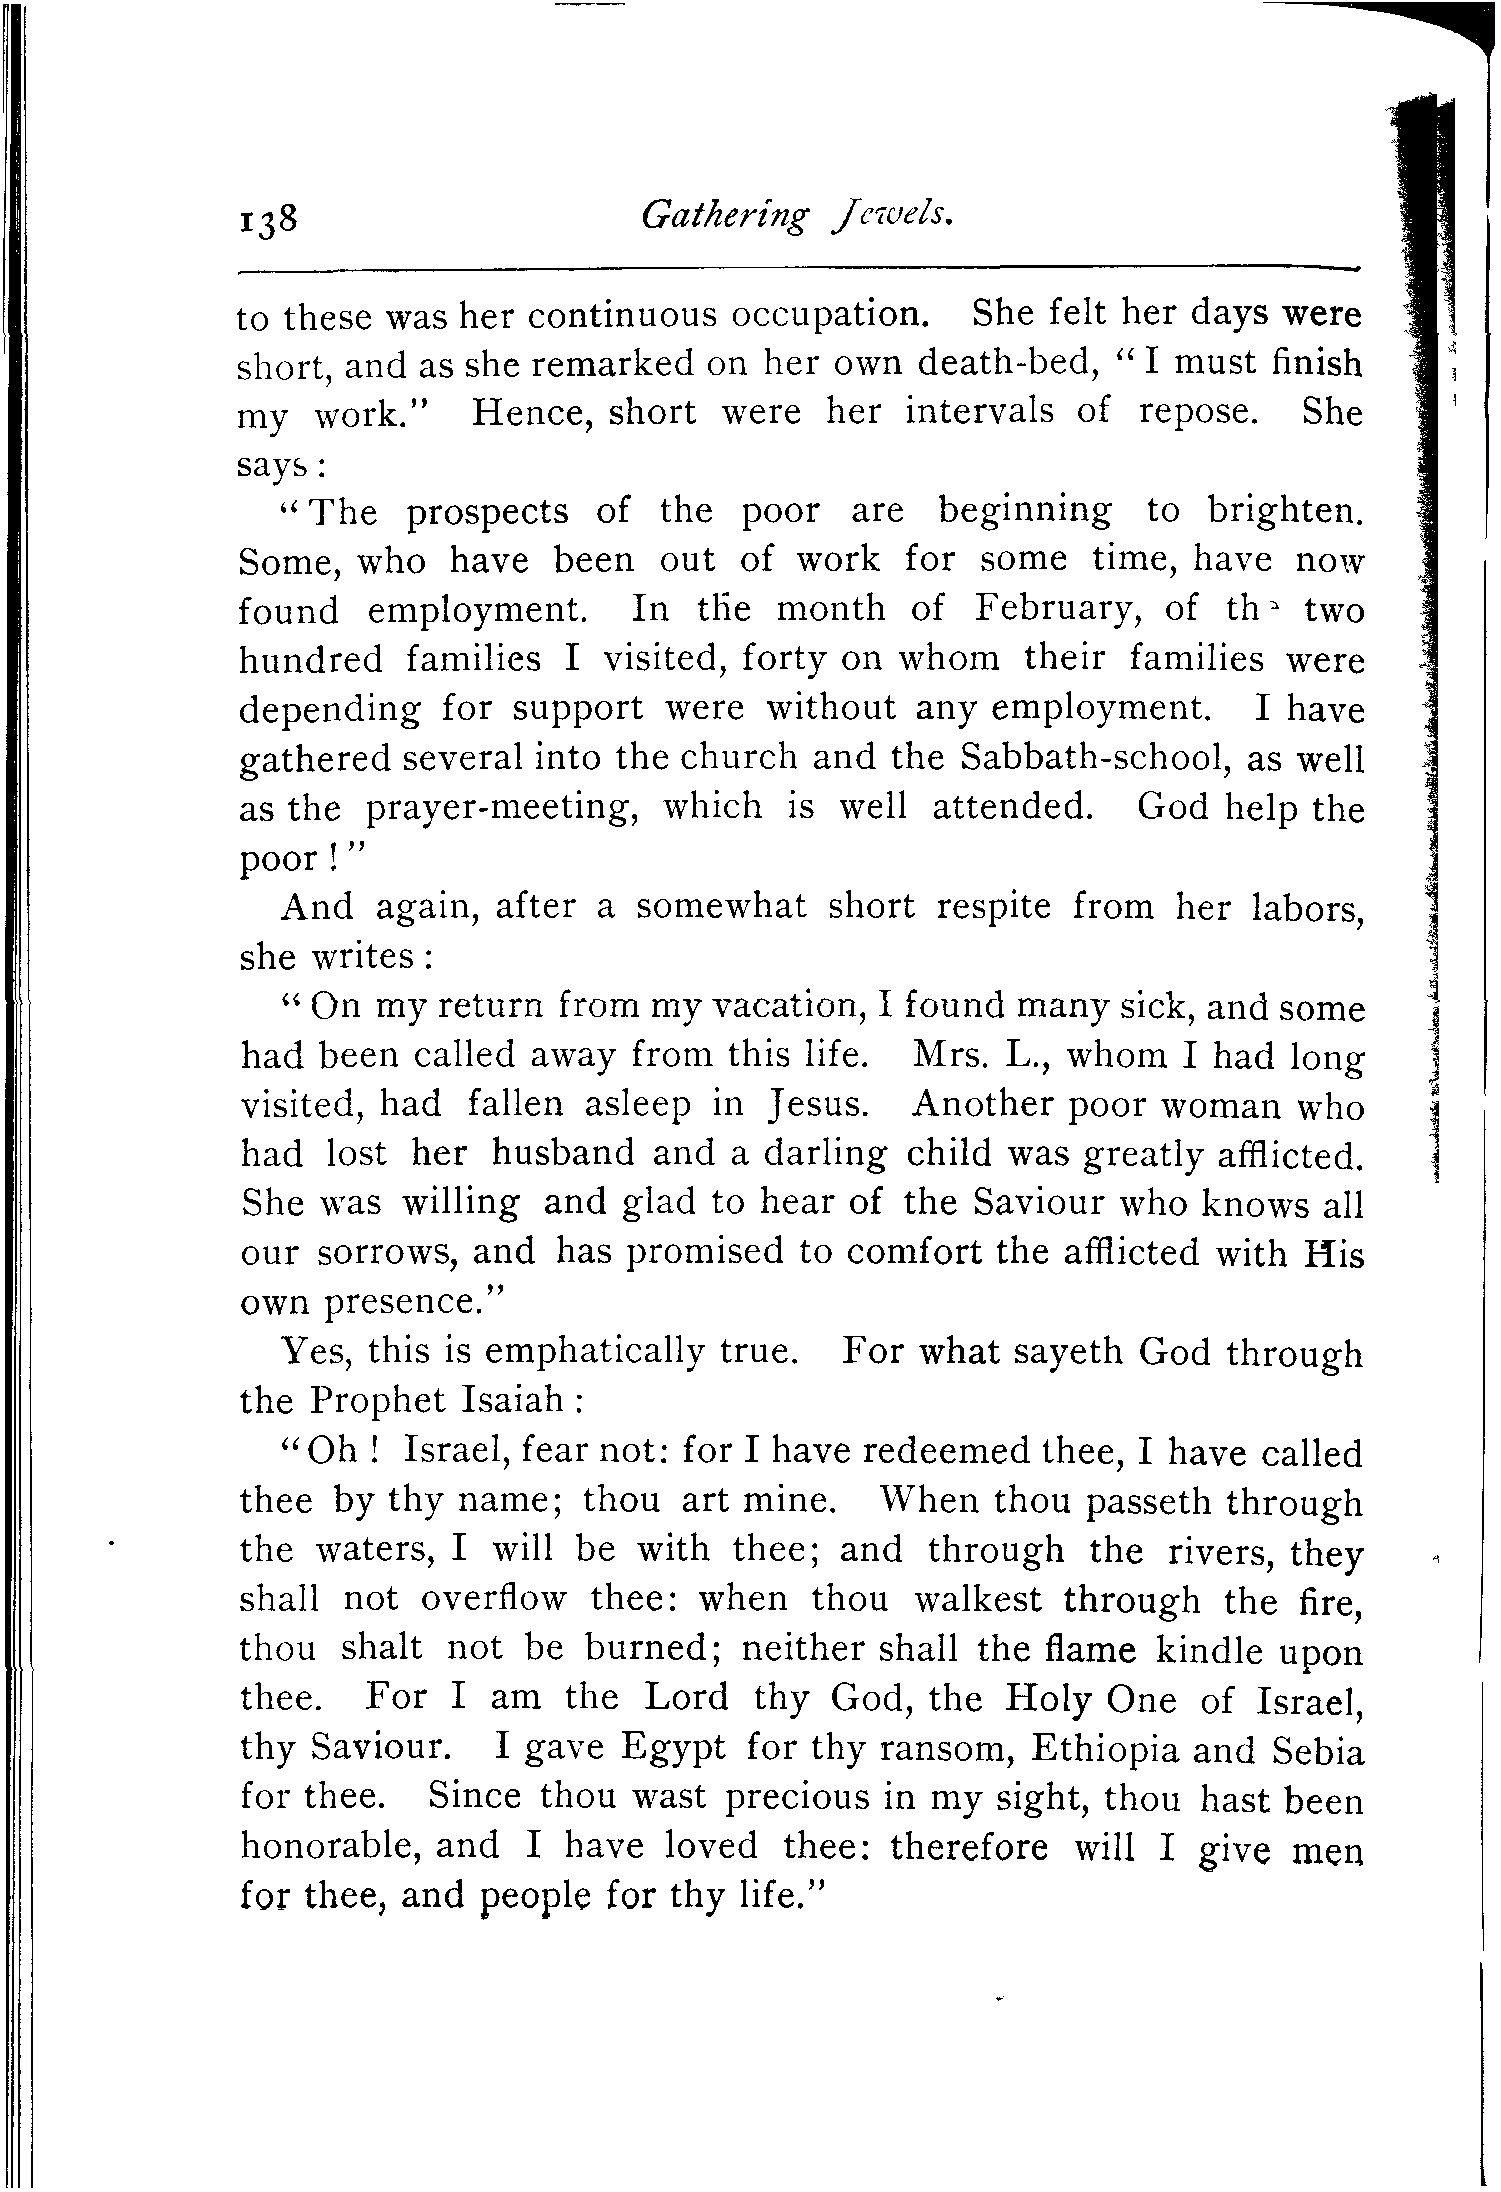 138 Gathering Jewels.
to these was her continuous occupation. She felt her days were
short, and as she remarked on her own death-bed, "I must finish
my work." Hence, short were her intervals of repose. She
says:
"The prospects of the poor are beginning to brighten.
Some, who have been out of work for some time, have now
found employment. In the month of February, of the two
hundred families I visited, forty on whom their families were
depending for support were without any employment. I have
gathered several into the church and the Sabbath-school, as well
as the prayer-meeting, which is well attended. God help the
poor!"
And again, after a somewhat short respite from her labors,
she writes:
"On my return from my vacation, I found many sick, and some
had been called away from this life. Mrs. L., whom I had long
visited, had fallen asleep in Jesus. Another poor woman who
had lost her husband and a darling child was greatly afflicted.
She was willing and glad to hear of the Saviour who knows all
our sorrows, and has promised to comfort the afflicted with His
own presence."
Yes, this is emphatically true. For what sayeth God through
the Prophet Isaiah:
"Oh! Israel, fear not: for I have redeemed thee, I have called
thee by thy name; thou art mine. When thou passeth through
the waters, I will be with thee; and through the rivers, they
shall not overflow thee: when thou walkest through the fire,
thou shalt not be burned; neither shall the flame kindle upon
thee. For I am the Lord thy God, the Holy One of Israel,
thy Saviour. I gave Egypt for thy ransom, Ethiopia and Sebia
for thee. Since thou wast precious in my sight, thou hast been
honorable, and I have loved thee: therefore will I give men
for thee, and people for thy life."